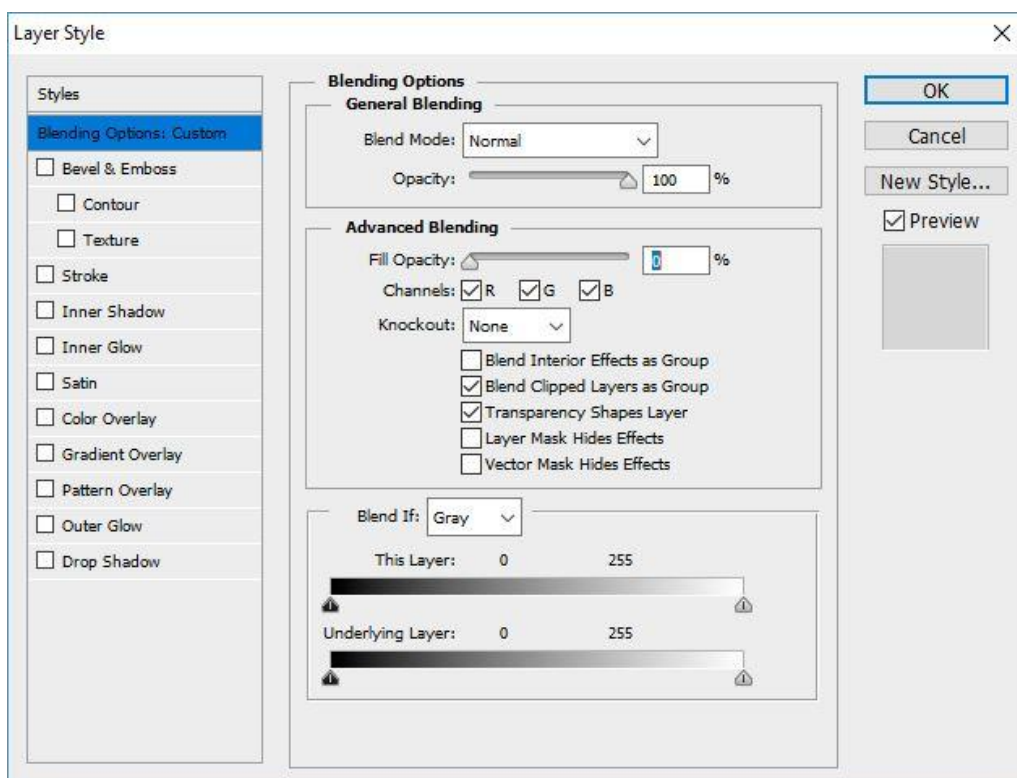 Layer Style
Styles
Blending Options: Custom
Bevel & Emboss
Contour
Texture
Stroke
Inner Shadow
Inner Glow
Satin
Color Overlay
Gradient Overlay
Pattern Overlay
Outer Glow
Drop Shadow
Blending Options
General Blending
Blend Mode: Normal
Opacity: 100 %
Advanced Blending
Fill Opacity: 0 %
Channels: R G B
Knockout: None
Blend Interior Effects as Group
Blend Clipped Layers as Group
Transparency Shapes Layer
Layer Mask Hides Effects
Vector Mask Hides Effects
Blend If: Gray
This Layer: 0 255
Underlying Layer: 0 255
OK
Cancel
New Style...
Preview